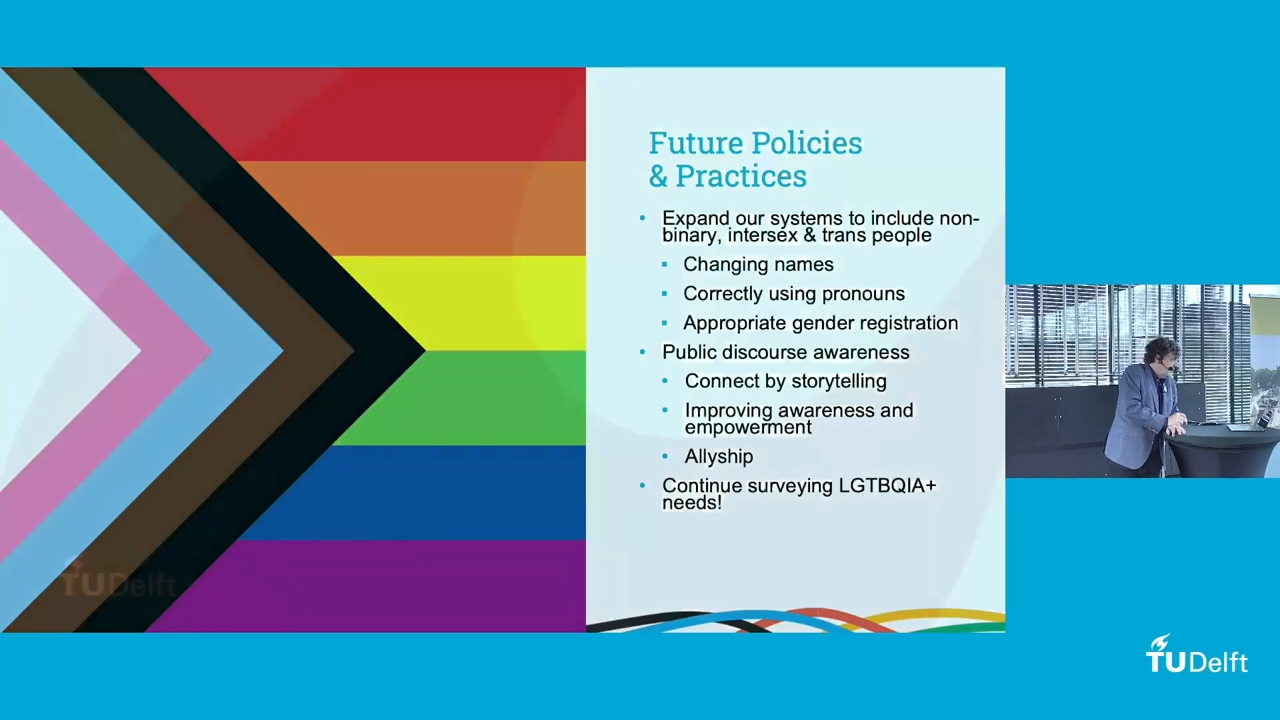 Future Policies
& Practices
Expand our systems to include non-
binary, intersex & trans people
Changing names
Correctly using pronouns
Appropriate gender registration
Public discourse awareness
Connect by storytelling
Improving awareness and
empowerment
Allyship
Continue surveying LGTBQIA+
needs!
TUDelft
TUDelft